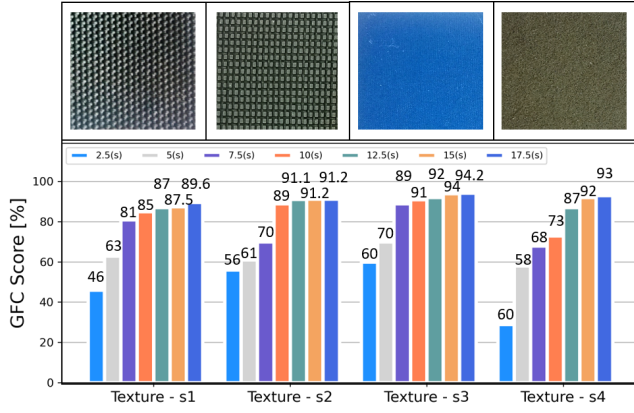 2.5(s) 5(s) 7.5(s) 10(s) 12.5(s) 15(s) 17.5(s)
GFC Score [%]
100
80
60
40
20
0
46 63 81 85 87 87.5 89.6
56 61 70 89 91.1 91.2 91.2
60 70 89 91 92 94 94.2
60 58 68 73 87 92 93
Texture - s1 Texture - s2 Texture - s3 Texture - s4